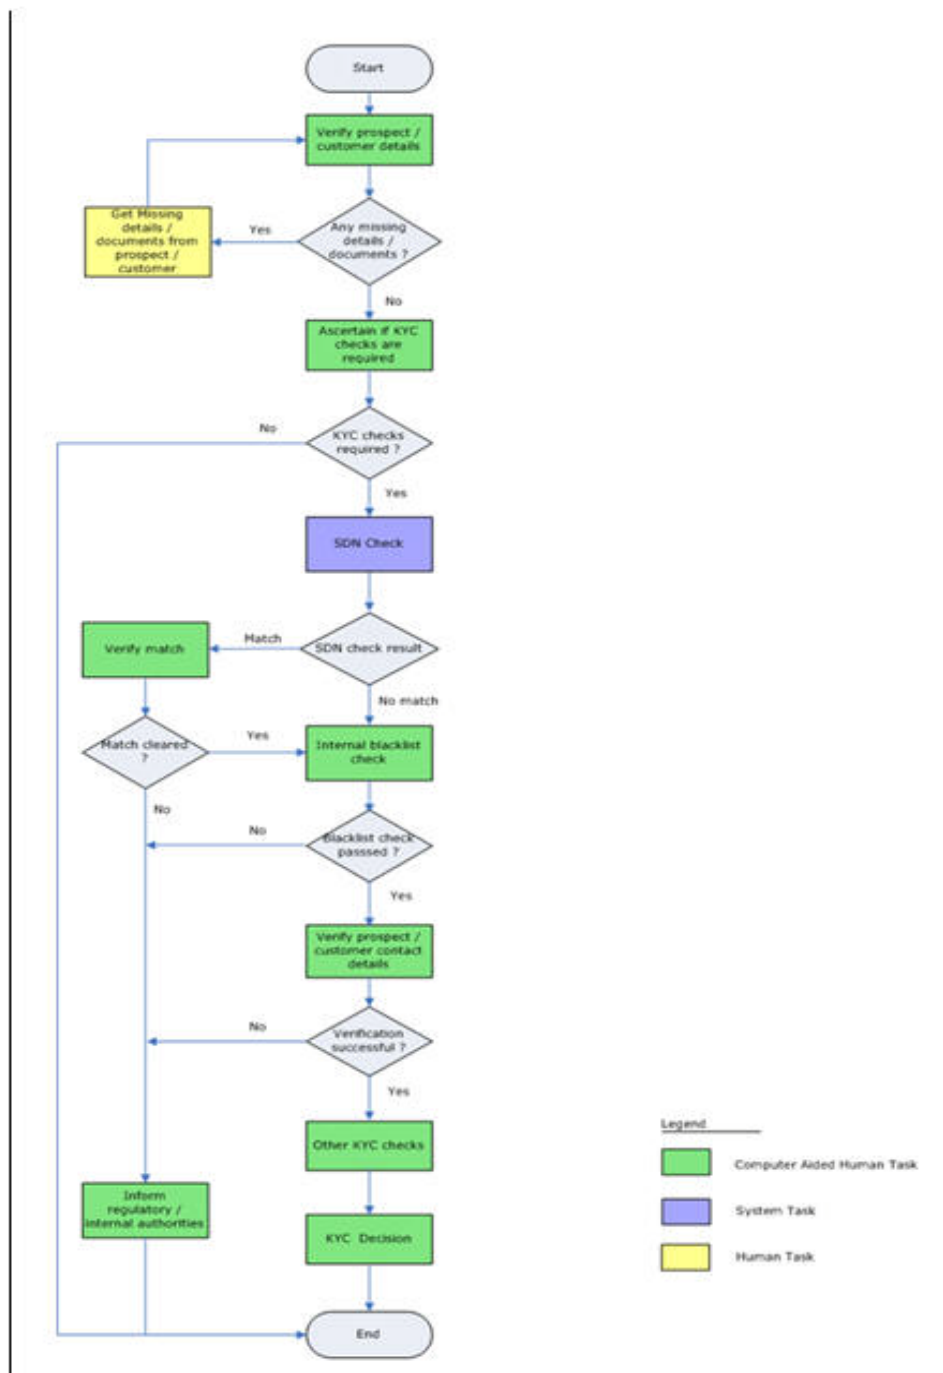 Start
Verify prospect /
customer details
Get Missing
details /
documents from
prospect /
customer
Yes
Any missing
details /
documents ?
No
Ascertain if KYC
checks are
required
No
KYC checks
required ?
Yes
SDN Check
Verify match
Match
SDN check result
No match
Match cleared
?
Yes
Internal blacklist
check
No
No
Blacklist check
passsed ?
Yes
Verify prospect /
customer contact
details
No
Verification
successful ?
Yes
Other KYC checks
Inform
regulatory /
internal authorities
KYC Decision
End
Legend
Computer Aided Human Task
System Task
Human Task